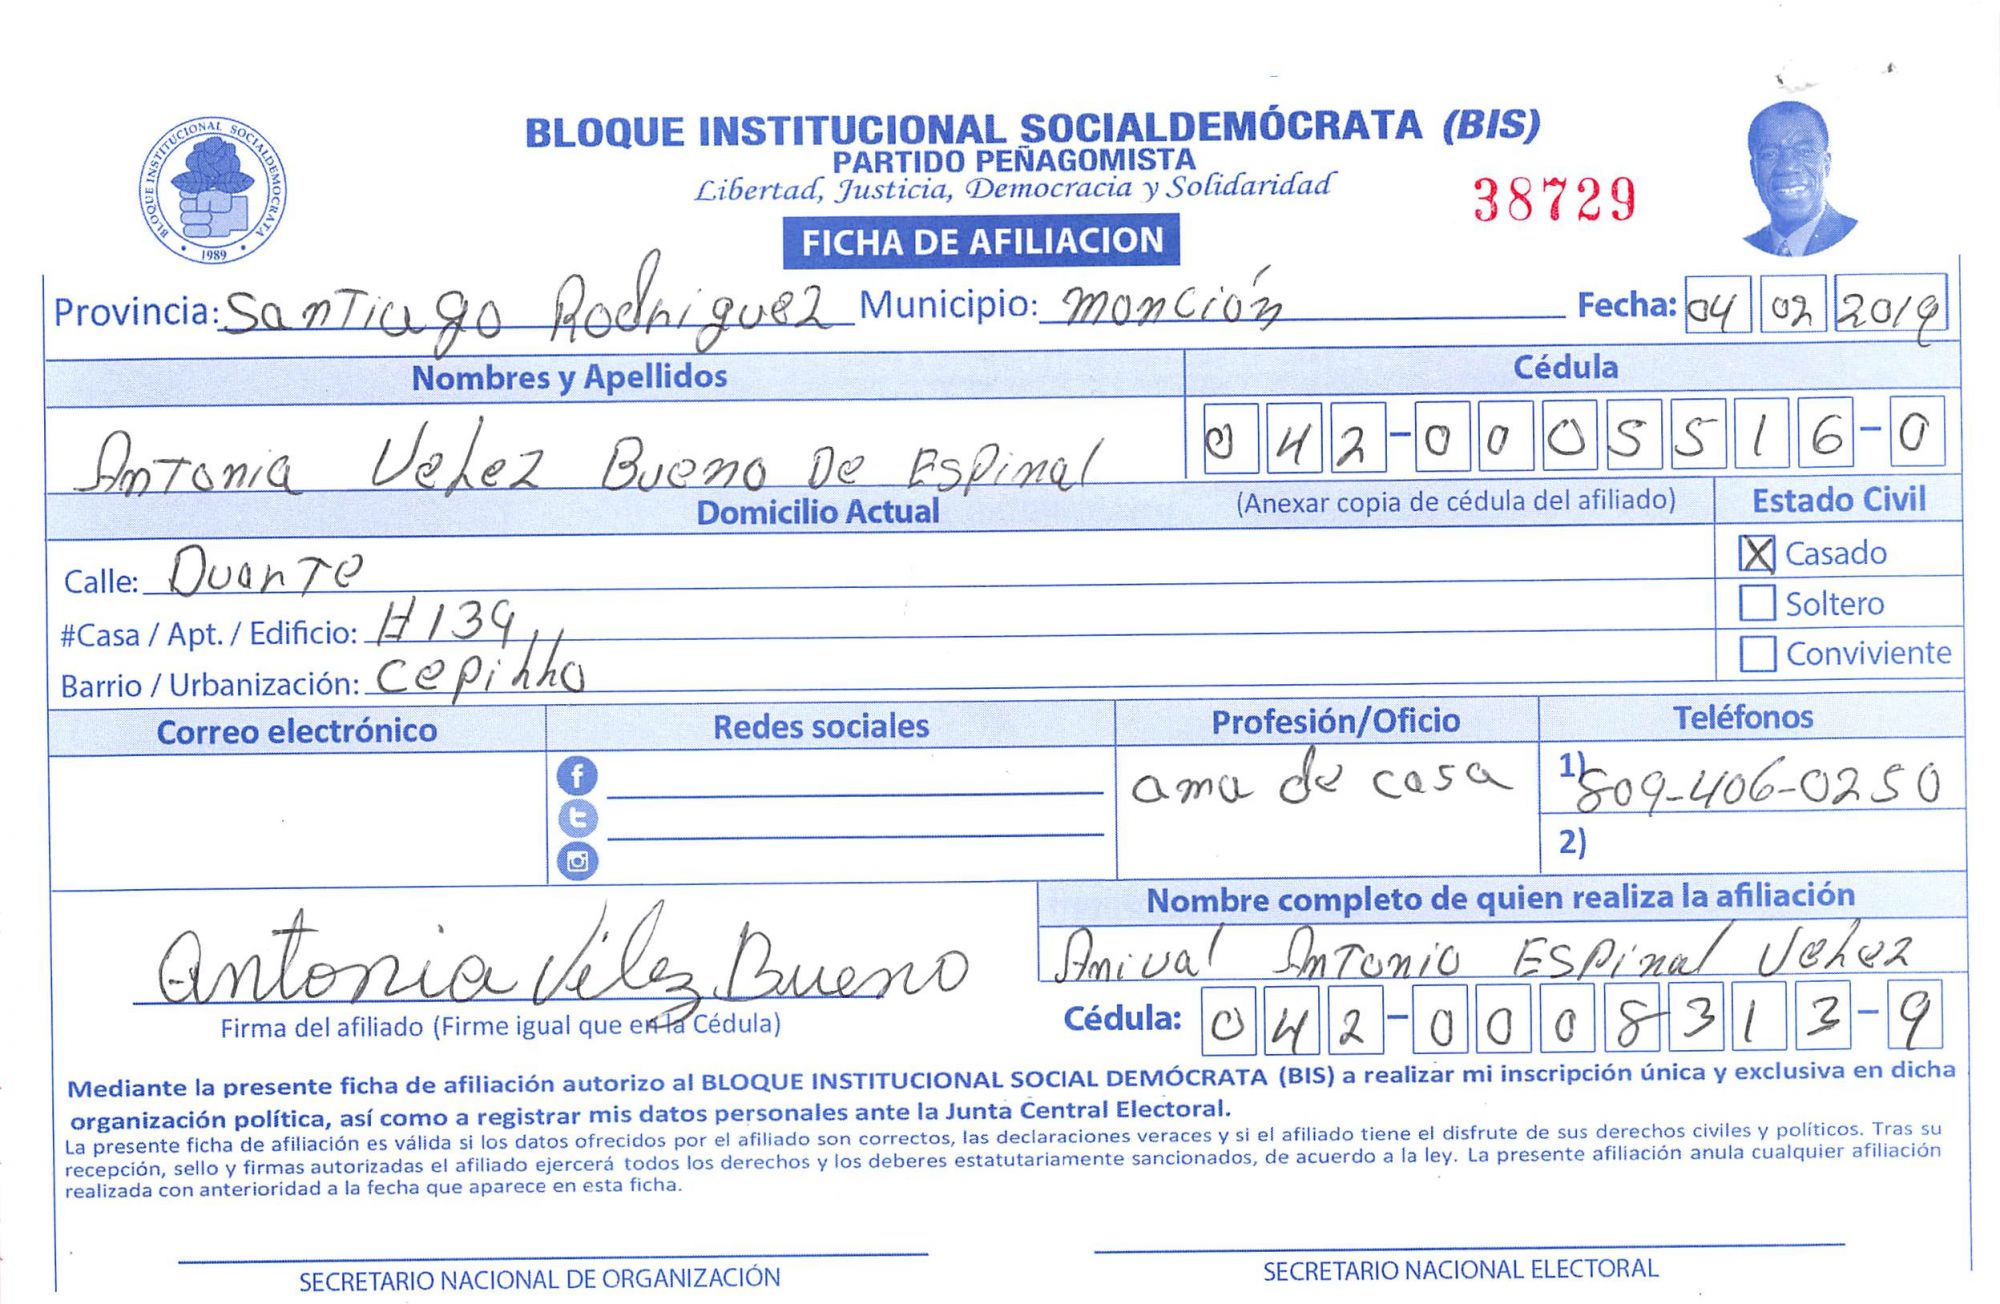 BLOQUE INSTITUCIONAL SOCIALDEMOCRATA
1989
BLOQUE INSTITUCIONAL SOCIALDEMÓCRATA (BIS)
PARTIDO PEÑAGOMISTA
Libertad, Justicia, Democracia y Solidaridad
38729
FICHA DE AFILIACION
Provincia: Santiago Rodriguez Municipio: monción Fecha: 04 02 2019
Nombres y Apellidos Cédula
Antonia Velez Bueno De Espinal 042-0005516-0
Domicilio Actual (Anexar copia de cédula del afiliado) Estado Civil
Calle: Duarte X Casado
#Casa / Apt. / Edificio: #139 Soltero
Barrio / Urbanización: Cepillo Conviviente
Correo electrónico Redes sociales Profesión/Oficio Teléfonos
ama de casa 1) 809-406-0250
2)
Nombre completo de quien realiza la afiliación
Antonia Vélez Bueno Anival Antonio Espinal Velez
Firma del afiliado (Firme igual que en la Cédula) Cédula: 042-0008313-9
Mediante la presente ficha de afiliación autorizo al BLOQUE INSTITUCIONAL SOCIAL DEMÓCRATA (BIS) a realizar mi inscripción única y exclusiva en dicha
organización política, así como a registrar mis datos personales ante la Junta Central Electoral.
La presente ficha de afiliación es válida si los datos ofrecidos por el afiliado son correctos, las declaraciones veraces y si el afiliado tiene el disfrute de sus derechos civiles y políticos. Tras su
recepción, sello y firmas autorizadas el afiliado ejercerá todos los derechos y los deberes estatutariamente sancionados, de acuerdo a la ley. La presente afiliación anula cualquier afiliación
realizada con anterioridad a la fecha que aparece en esta ficha.
SECRETARIO NACIONAL DE ORGANIZACIÓN SECRETARIO NACIONAL ELECTORAL